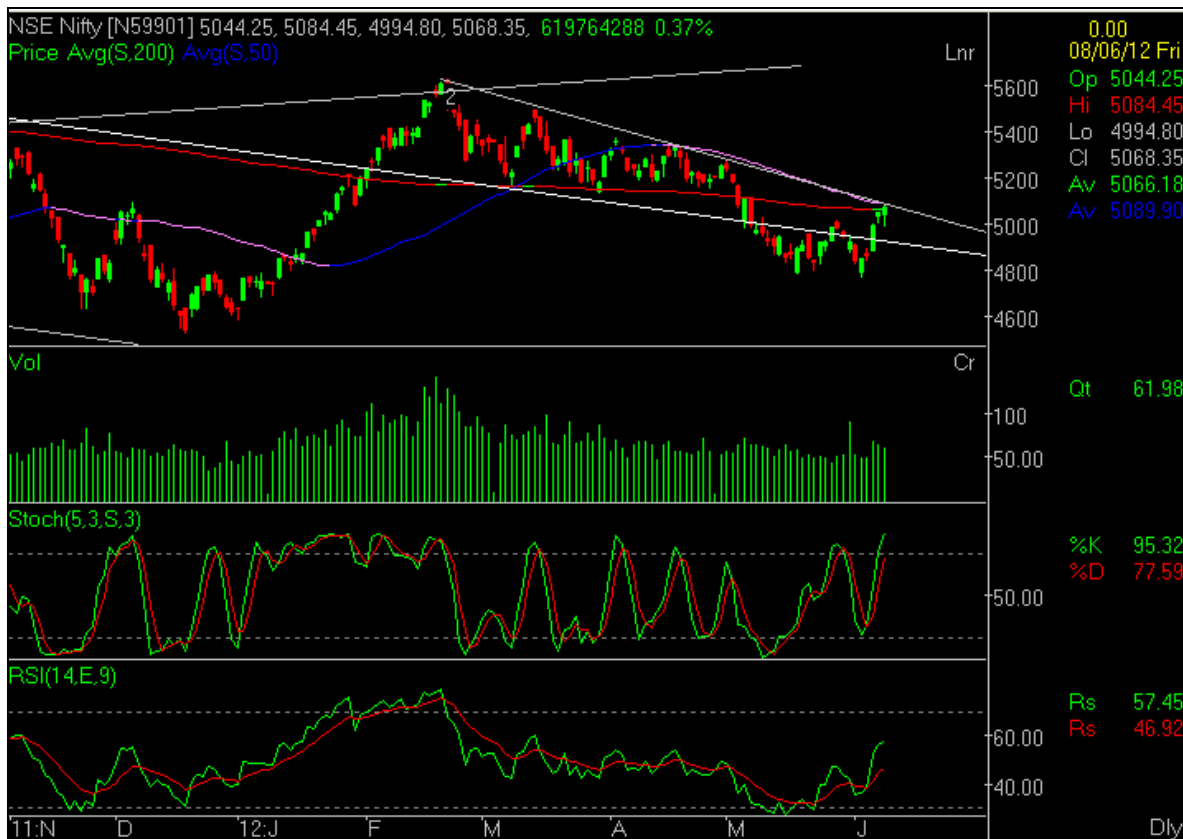 NSE Nifty [N59901] 5044.25, 5084.45, 4994.80, 5068.35, 619764288 0.37%
Price Avg(S,200) Avg(S,50)
Lnr
2
5600
5400
5200
5000
4800
4600
0.00
08/06/12 Fri
Op 5044.25
Hi 5084.45
Lo 4994.80
Cl 5068.35
Av 5066.18
Av 5089.90
Vol
Cr
100
50.00
Qt 61.98
Stoch(5,3,S,3)
50.00
%K 95.32
%D 77.59
RSI(14,E,9)
60.00
40.00
Rs 57.45
Rs 46.92
11:N D 12:J F M A M J Dly